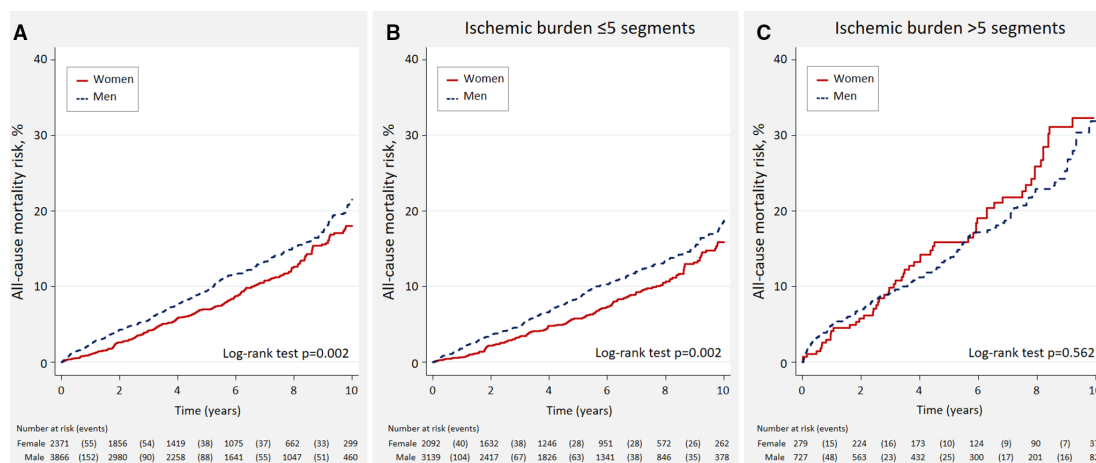 A
All-cause mortality risk, %
40
30
20
10
0
Women
Men
Log-rank test p=0.002
0 2 4 6 8 10
Time (years)
Number at risk (events)
Female 2371 (55) 1856 (54) 1419 (38) 1075 (37) 662 (33) 299
Male 3866 (152) 2980 (90) 2258 (88) 1641 (55) 1047 (51) 460
B
Ischemic burden ≤5 segments
All-cause mortality risk, %
40
30
20
10
0
Women
Men
Log-rank test p=0.002
0 2 4 6 8 10
Time (years)
Number at risk (events)
Female 2092 (40) 1632 (38) 1246 (28) 951 (28) 572 (26) 262
Male 3139 (104) 2417 (67) 1826 (63) 1341 (38) 846 (35) 378
C
Ischemic burden >5 segments
All-cause mortality risk, %
40
30
20
10
0
Women
Men
Log-rank test p=0.562
0 2 4 6 8 10
Time (years)
Number at risk (events)
Female 279 (15) 224 (16) 173 (10) 124 (9) 90 (7)
Male 727 (48) 563 (23) 432 (25) 300 (17) 201 (16)